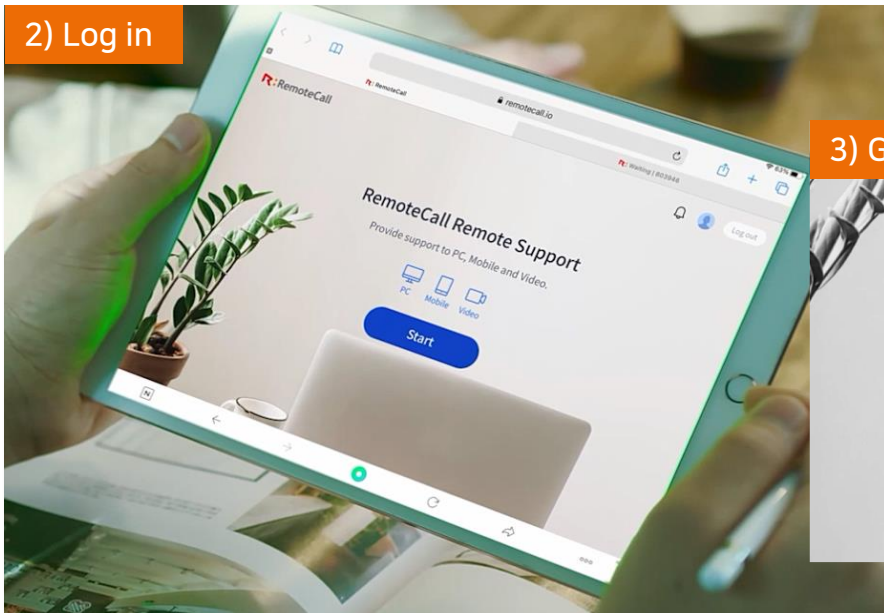 2) Log in
3) G
remotecall.io
63%
R: RemoteCall
R: Waiting | 603946
R: RemoteCall
Log out
RemoteCall Remote Support
Provide support to PC, Mobile and Video.
PC
Mobile
Video
Start
N